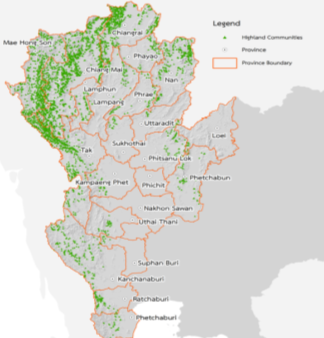 Legend
Highland Communities
Province
Province Boundary
Chiangrai
Mae Hong Son
Phayao
Chiang Mai
Nan
Lamphun
Phrae
Lampang
Uttaradit
Loei
Sukhothai
Tak
Phitsanu Lok
Phetchabun
Kampaeng Phet
Phichit
Nakhon Sawan
Uthai Thani
Suphan Buri
Kanchanaburi
Ratchaburi
Phetchaburi